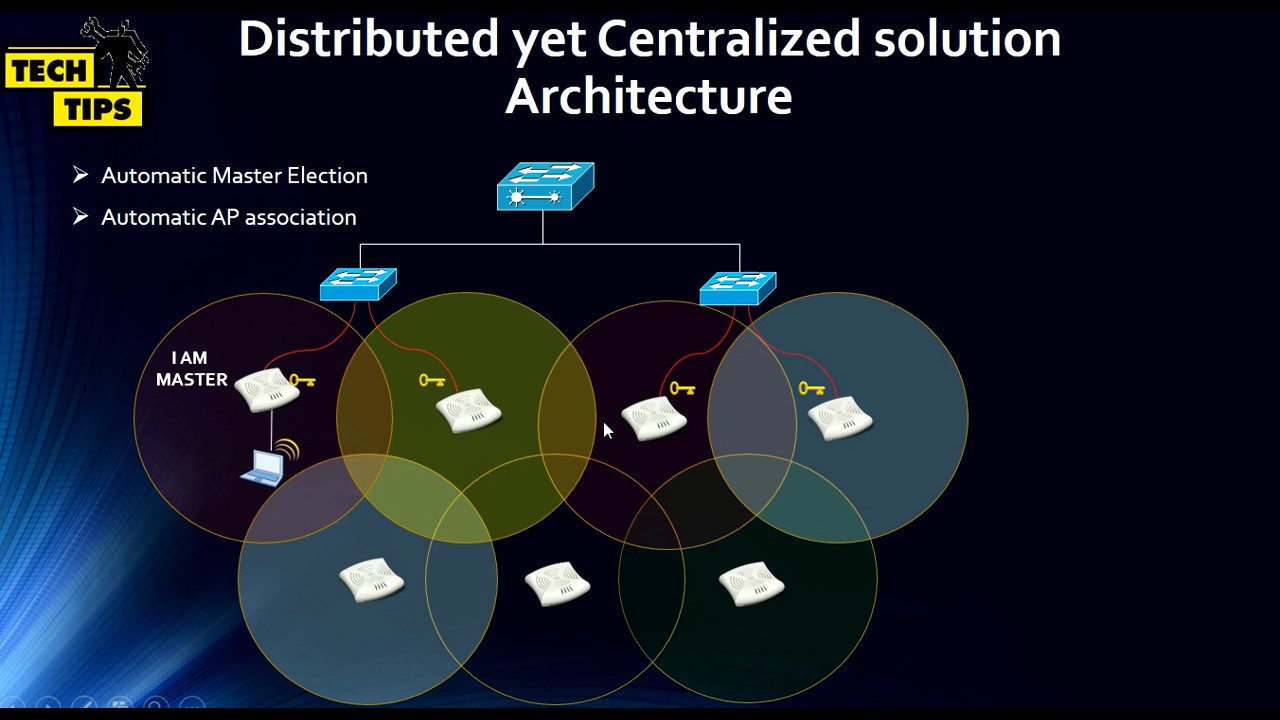 TECH
TIPS
Distributed yet Centralized solution
Architecture
Automatic Master Election
Automatic AP association
I AM
MASTER